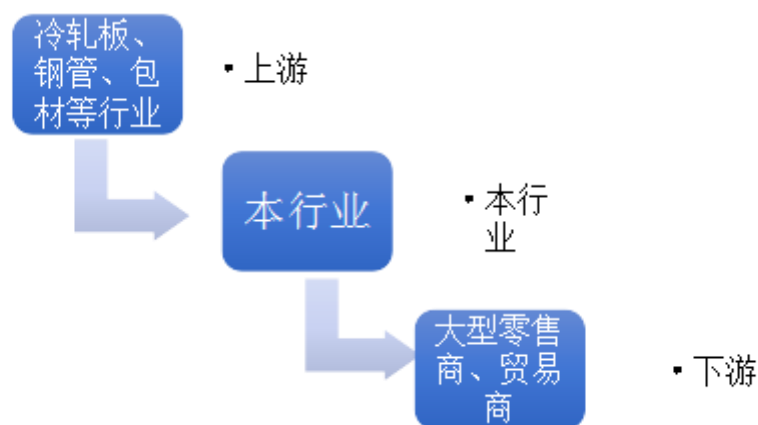 冷轧板、
钢管、包
材等行业
▪ 上游
本行业
▪ 本行
业
大型零售
商、贸易
商
▪ 下游